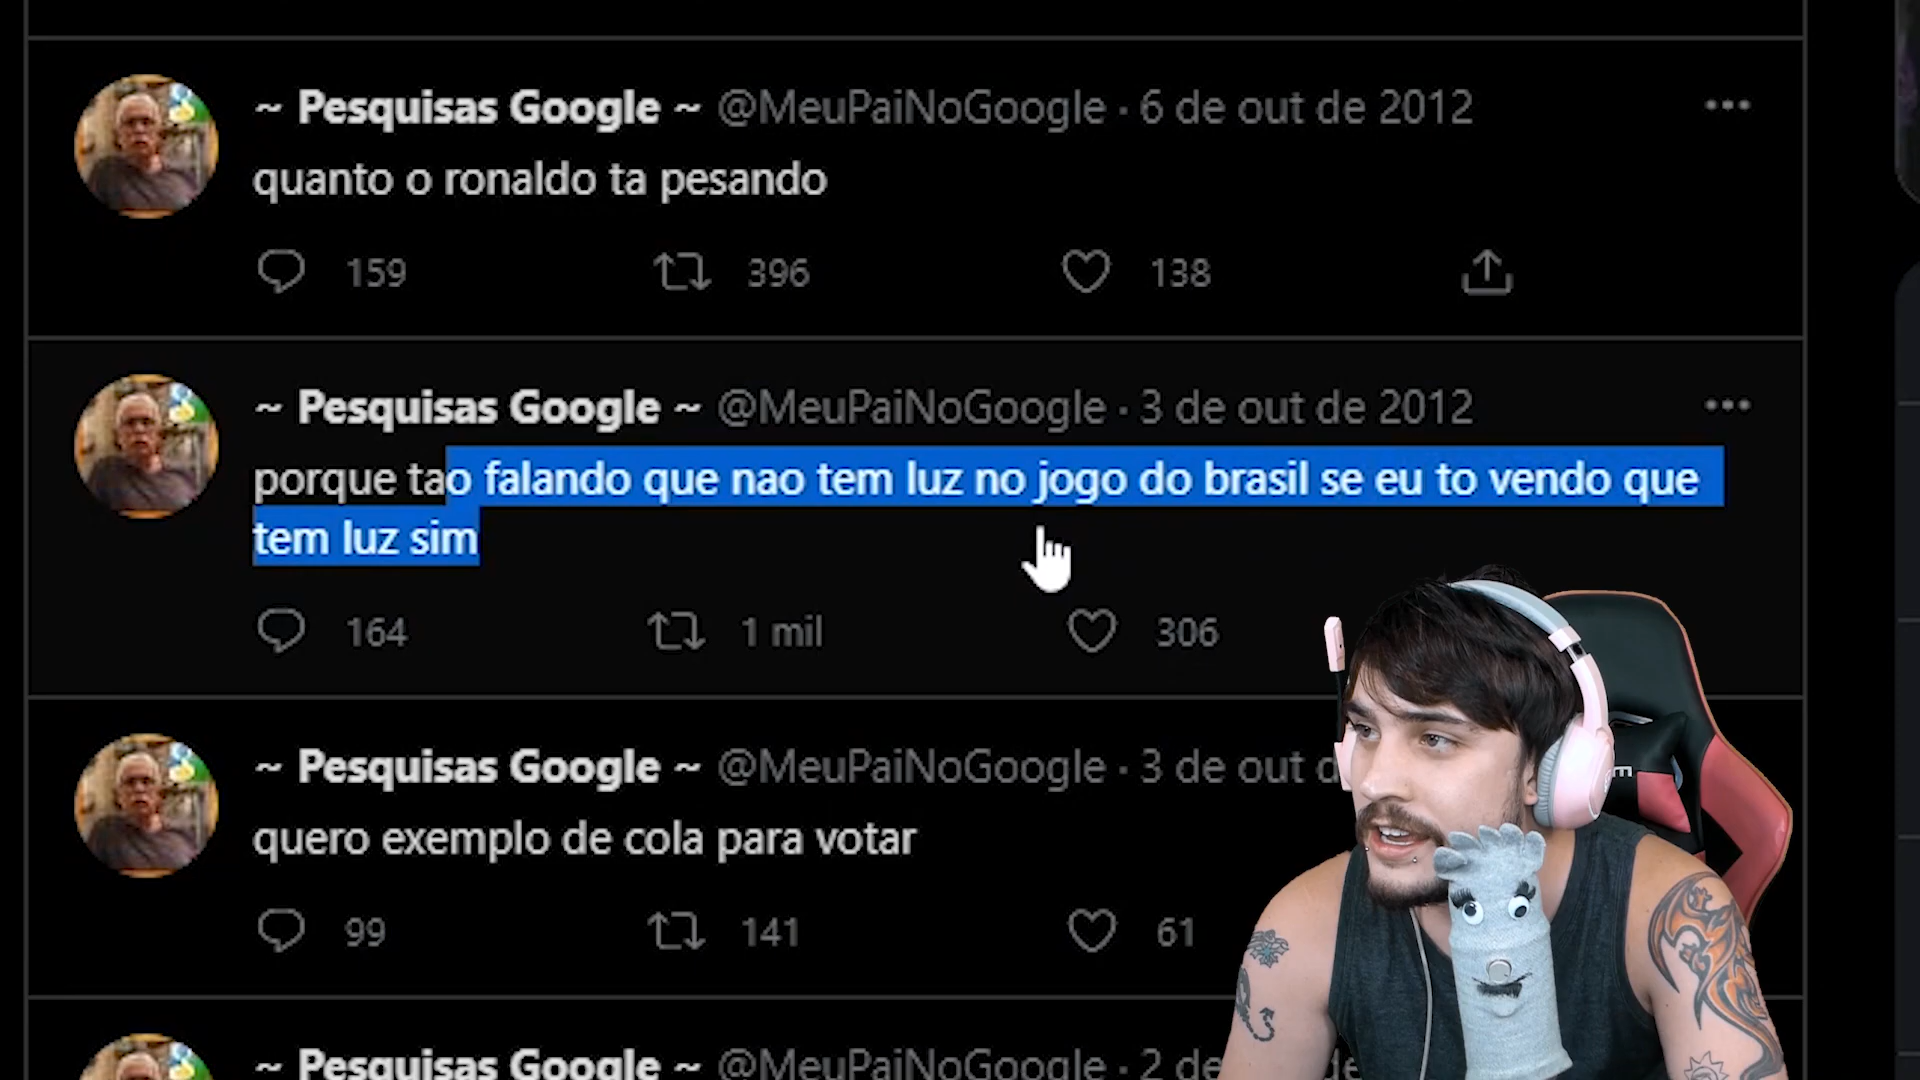 ~ Pesquisas Google ~ @MeuPaiNoGoogle · 6 de out de 2012
quanto o ronaldo ta pesando
159 396 138
~ Pesquisas Google ~ @MeuPaiNoGoogle · 3 de out de 2012
porque tao falando que nao tem luz no jogo do brasil se eu to vendo que
tem luz sim
164 1 mil 306
~ Pesquisas Google ~ @MeuPaiNoGoogle · 3 de out
quero exemplo de cola para votar
99 141 61
~ Pesquisas Google ~ @MeuPaiNoGoogle · 2 de